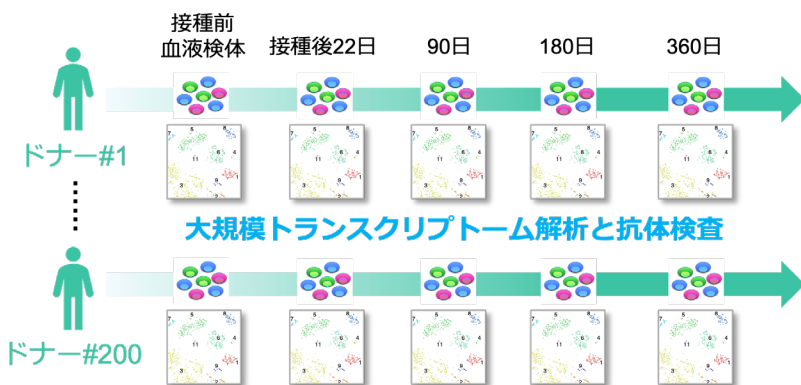 接種前
血液検体
接種後22日
90日
180日
360日
ドナー#1
大規模トランスクリプトーム解析と抗体検査
ドナー#200